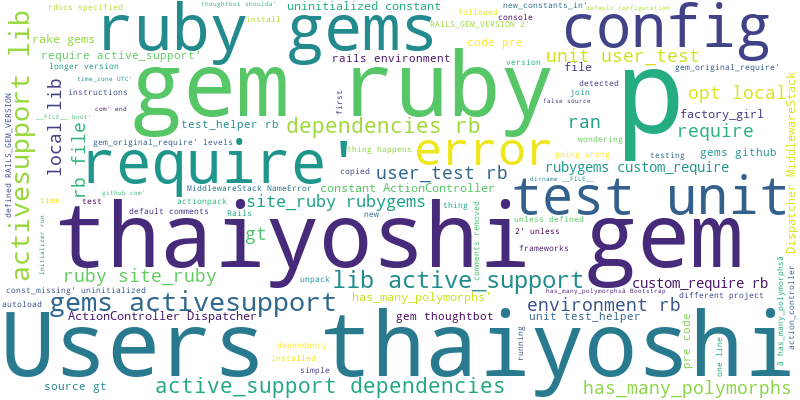 rdocs specified
thoughtbot shoulda'
uninitialized constant
new_constants_in'
default configuration
install
followed
RAILS_GEM_VERSION 2'
console
ruby gems
config
rake gems
code pre
unit user_test
require active_support'
rails environment
version
file
gem_original_require'
longer version
time_zone UTC'
gem ruby
p
detected
instructions
first
join
opt local
false source
__FILE__ boot'
com' end
factory_girl
test_helper rb
dependencies rb
ran
require
gem_original_require' levels
thing happens
error
wondering
gems github
require'
going wrong
testing
rubygems custom_require
copied
user_test rb
github com'
MiddlewareStack NameError
constant ActionController
dirname __FILE__
test unit
time
test
actionpack
site_ruby rubygems
thing
default comments
Rails
new
unless defined
thaiyoshi gem
gt
2' unless
frameworks
ruby site_ruby
unpack
lib active_support
custom_require rb
const_missing' uninitialized
has_many_polymorphs'
has_many_polymorphsâ Bootstrap
different project
autoload
gems activesupport
environment rb
ActionController Dispatcher
gem thoughtbot
unit test_helper
Users thaiyoshi
dependency
installed
simple
source gt
active_support dependencies
has_many_polymorphs
activesupport lib
defined RAILS_GEM_VERSION
local lib
rb file
Initializer run
comments removed
running
pre code
one line
Dispatcher MiddlewareStack
â has_many_polymorphsâ
action_controller